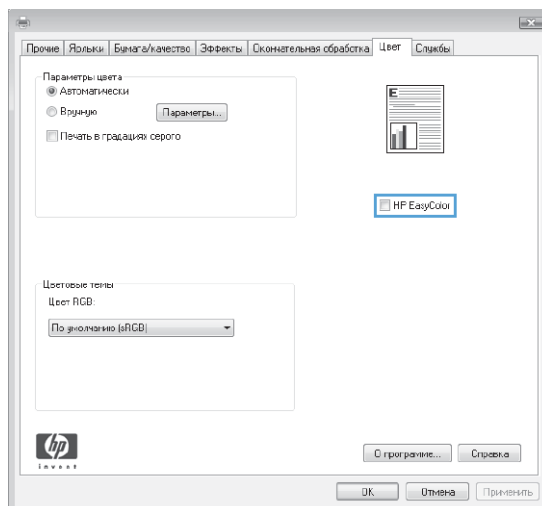 Прочие Ярлыки Бумага/качество Эффекты Окончательная обработка Цвет Службы
Параметры цвета
Автоматически
Вручную Параметры...
Печать в градациях серого
E
HP EasyColor
Цветовые темы
Цвет RGB:
По умолчанию (sRGB)
hp
invent
О программе... Справка
OK Отмена Применить